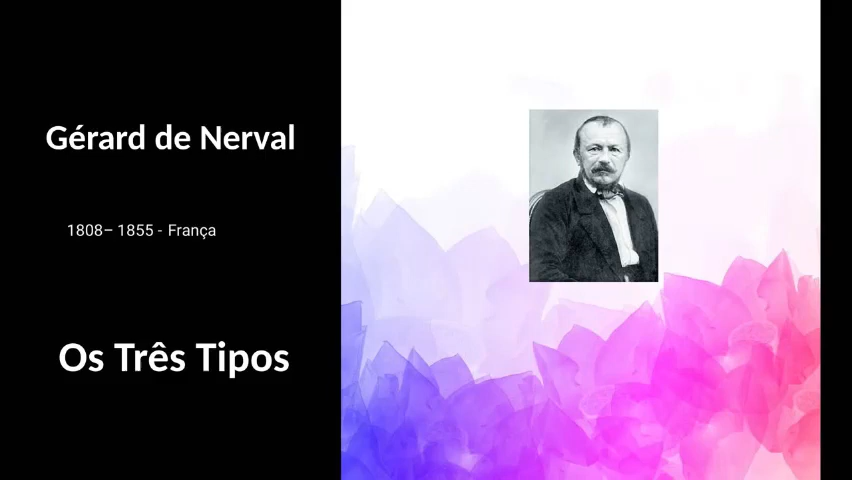 Gérard de Nerval
1808– 1855 - França
Os Três Tipos